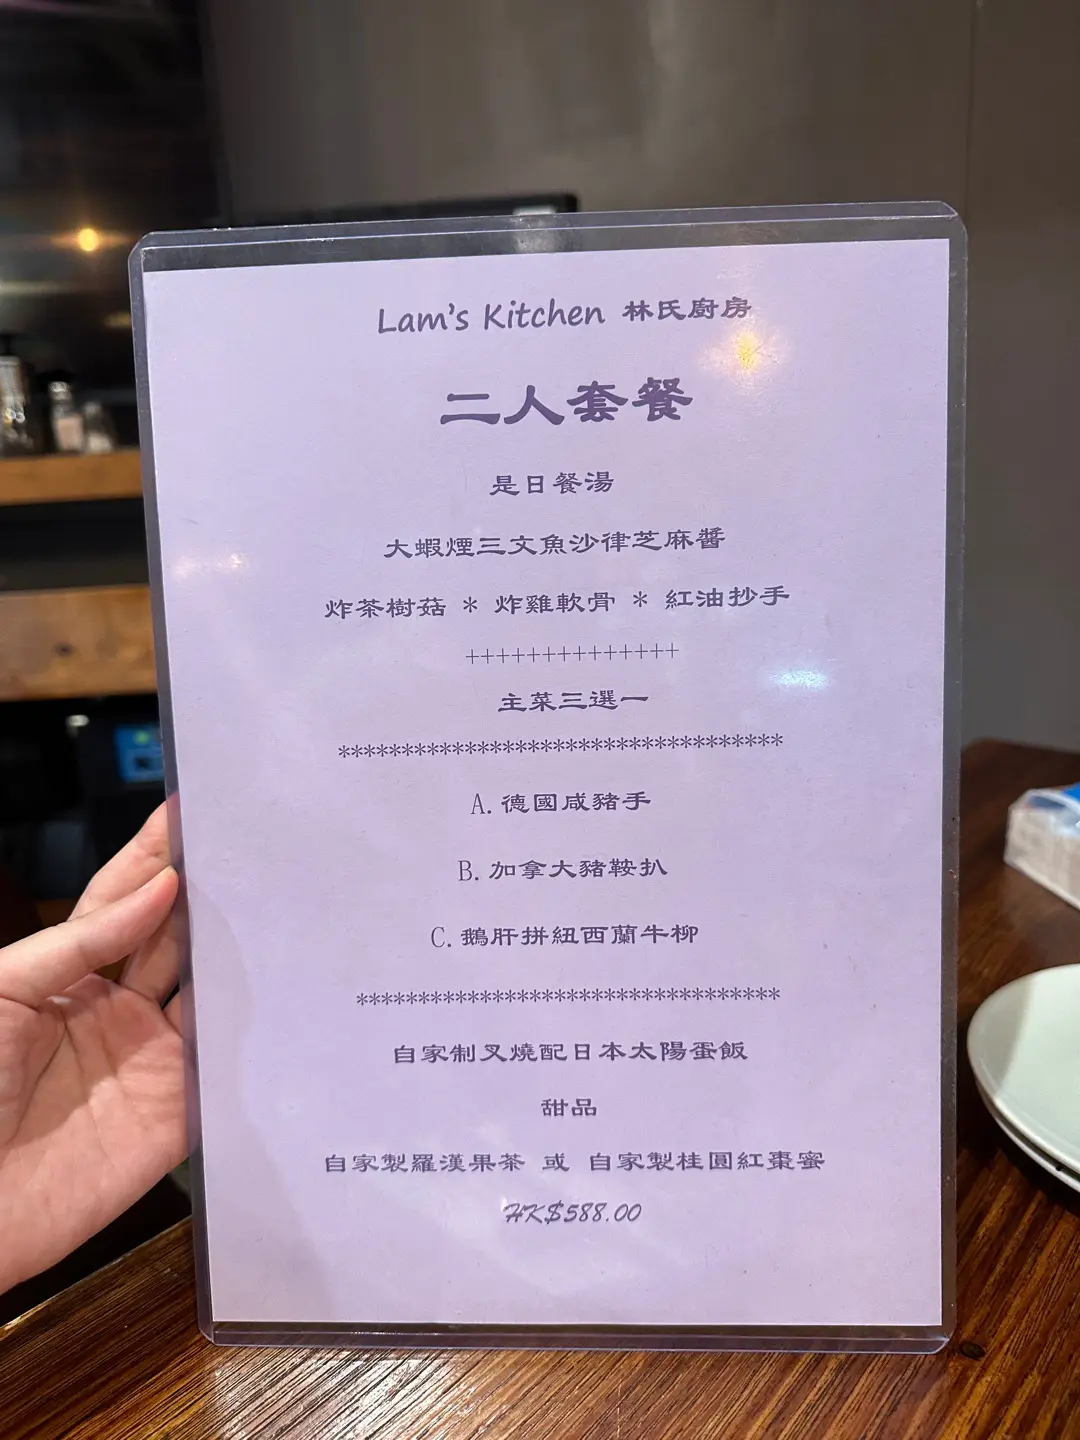 Lam's Kitchen 林氏廚房
二人套餐
是日餐湯
大蝦煙三文魚沙律芝麻醬
炸茶樹菇 * 炸雞軟骨 * 紅油抄手
++++++++++++++
主菜三選一
***********************************
A. 德國咸豬手
B. 加拿大豬鞍扒
C. 鵝肝拼紐西蘭牛柳
***********************************
自家制叉燒配日本太陽蛋飯
甜品
自家製羅漢果茶 或 自家製桂圓紅棗蜜
HK$588.00